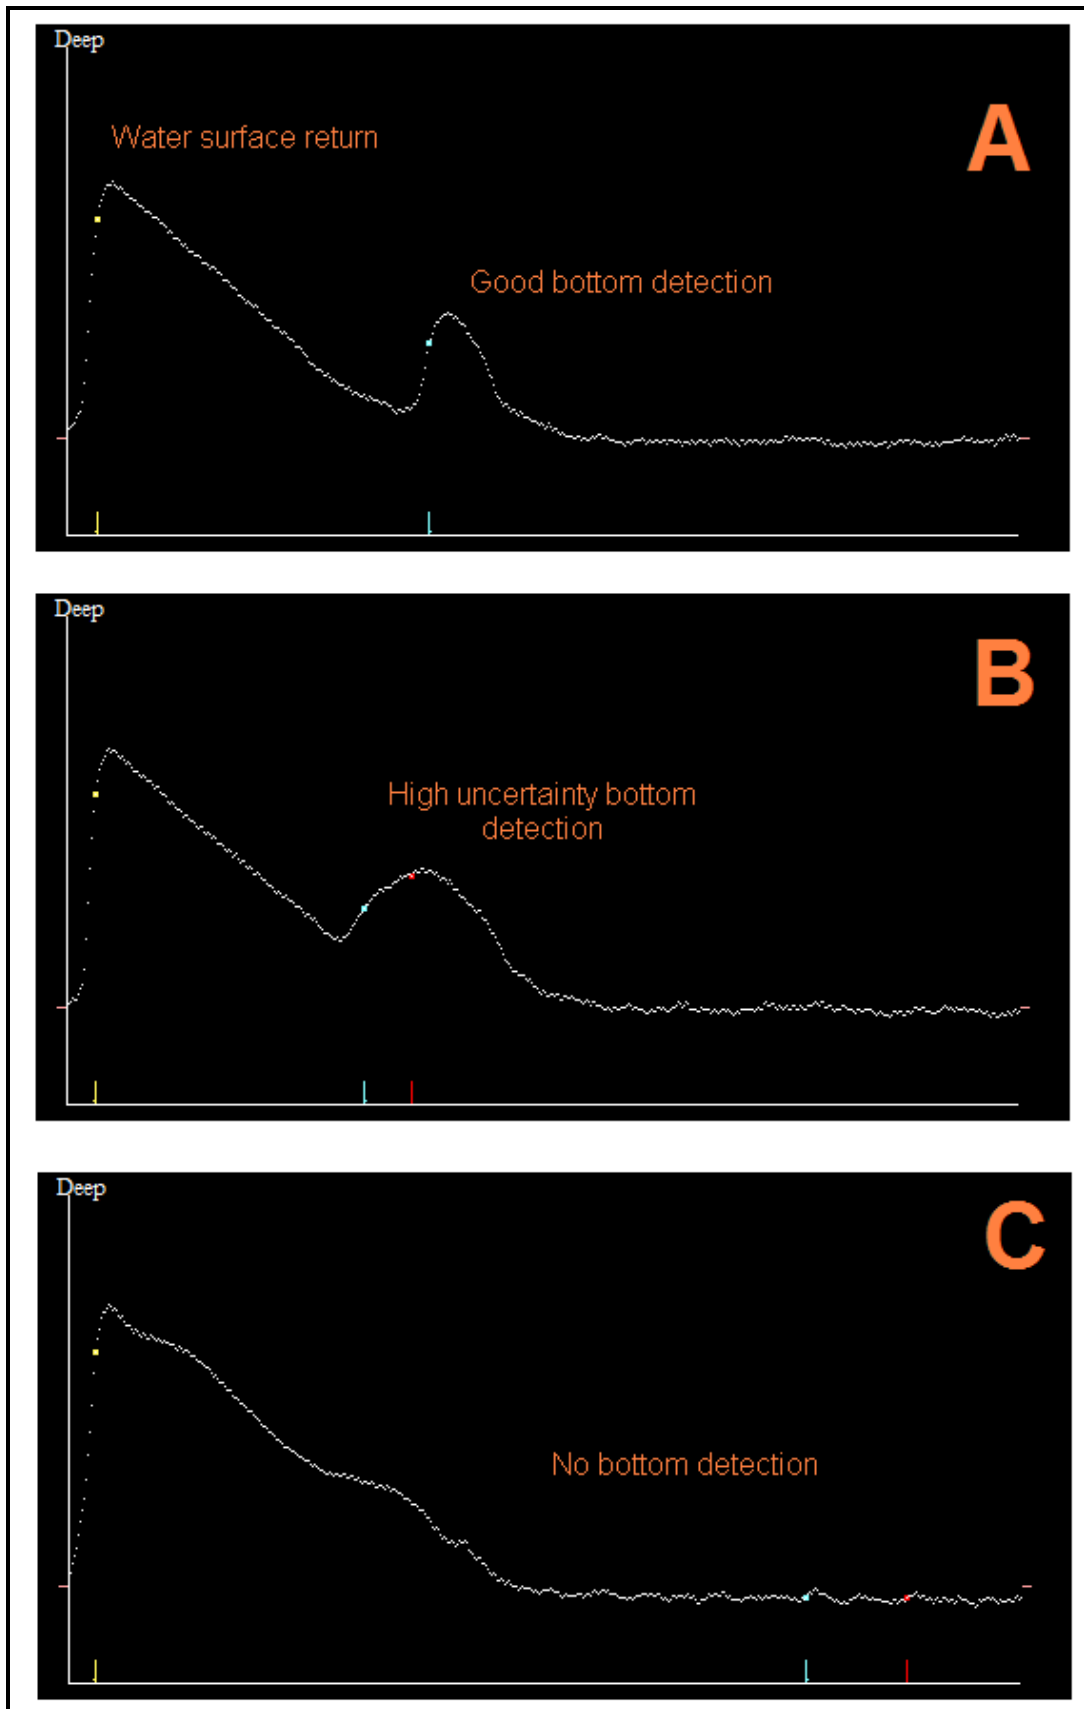 Deep
A
Water surface return
Good bottom detection
Deep
B
High uncertainty bottom
detection
Deep
C
No bottom detection